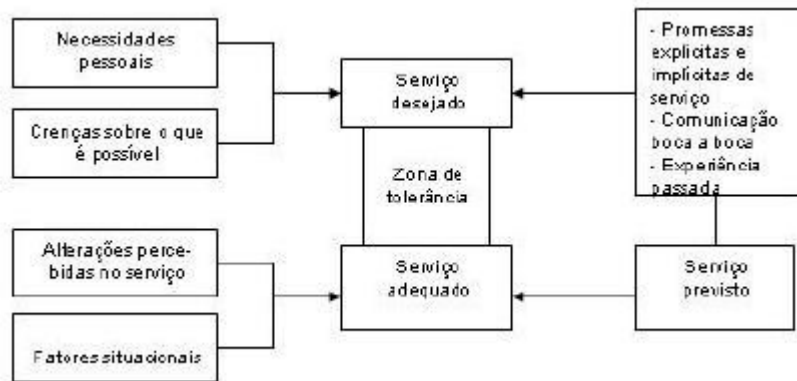 Necessidades
pessoais
Crenças sobre o que
é possível
Alterações perce-
bidas no serviço
Fatores situacionais
Serviço
desejado
Zona de
tolerância
Serviço
adequado
- Promessas
explicitas e
implícitas de
serviço
- Comunicação
boca a boca
- Experiência
passada
Serviço
previsto